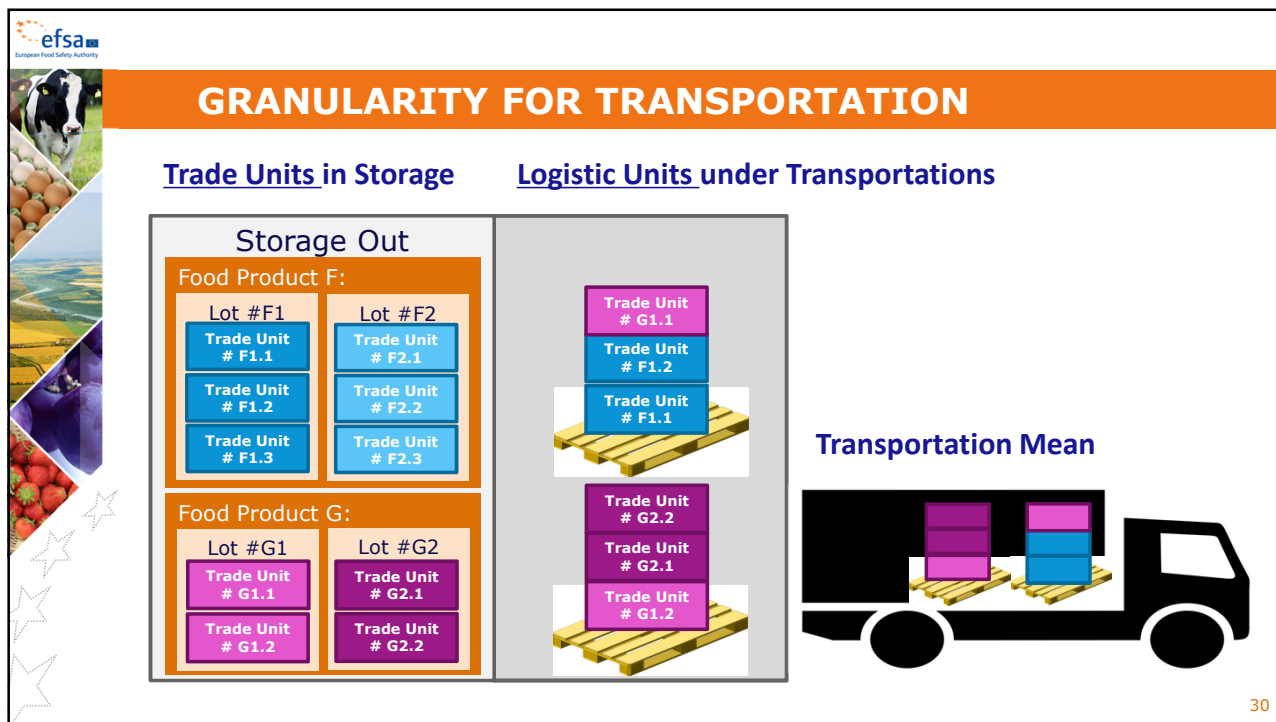 efsa
European Food Safety Authority
GRANULARITY FOR TRANSPORTATION
Trade Units in Storage
Logistic Units under Transportations
Storage Out
Food Product F:
Lot #F1
Trade Unit
# F1.1
Trade Unit
# F1.2
Trade Unit
# F1.3
Lot #F2
Trade Unit
# F2.1
Trade Unit
# F2.2
Trade Unit
# F2.3
Food Product G:
Lot #G1
Trade Unit
# G1.1
Trade Unit
# G1.2
Lot #G2
Trade Unit
# G2.1
Trade Unit
# G2.2
Trade Unit
# G1.1
Trade Unit
# F1.2
Trade Unit
# F1.1
Trade Unit
# G2.2
Trade Unit
# G2.1
Trade Unit
# G1.2
Transportation Mean
30